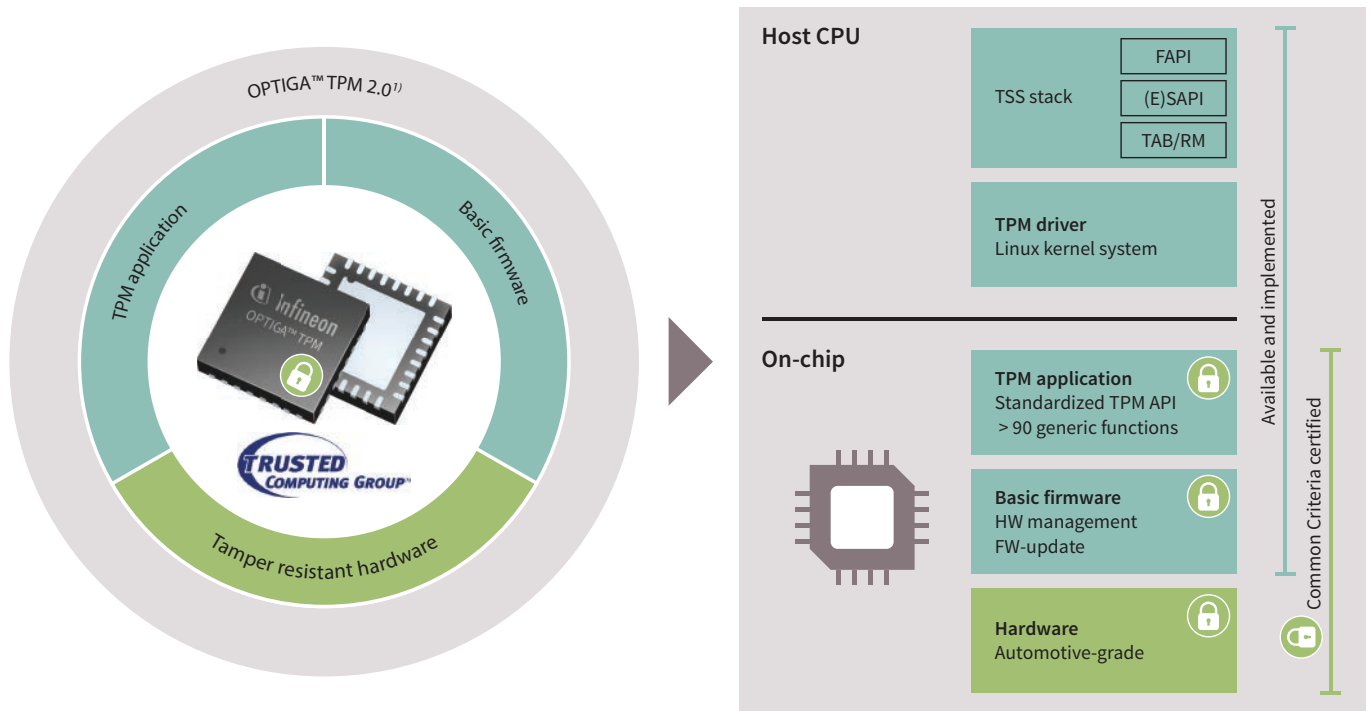 OPTIGA™ TPM 2.0¹⁾
TPM application
Basic firmware
Tamper resistant hardware
Infineon
OPTIGA™ TPM
TRUSTED
COMPUTING GROUP™
Host CPU
TSS stack
FAPI
(E)SAPI
TAB/RM
TPM driver
Linux kernel system
On-chip
TPM application
Standardized TPM API
> 90 generic functions
Basic firmware
HW management
FW-update
Hardware
Automotive-grade
Available and implemented
Common Criteria certified